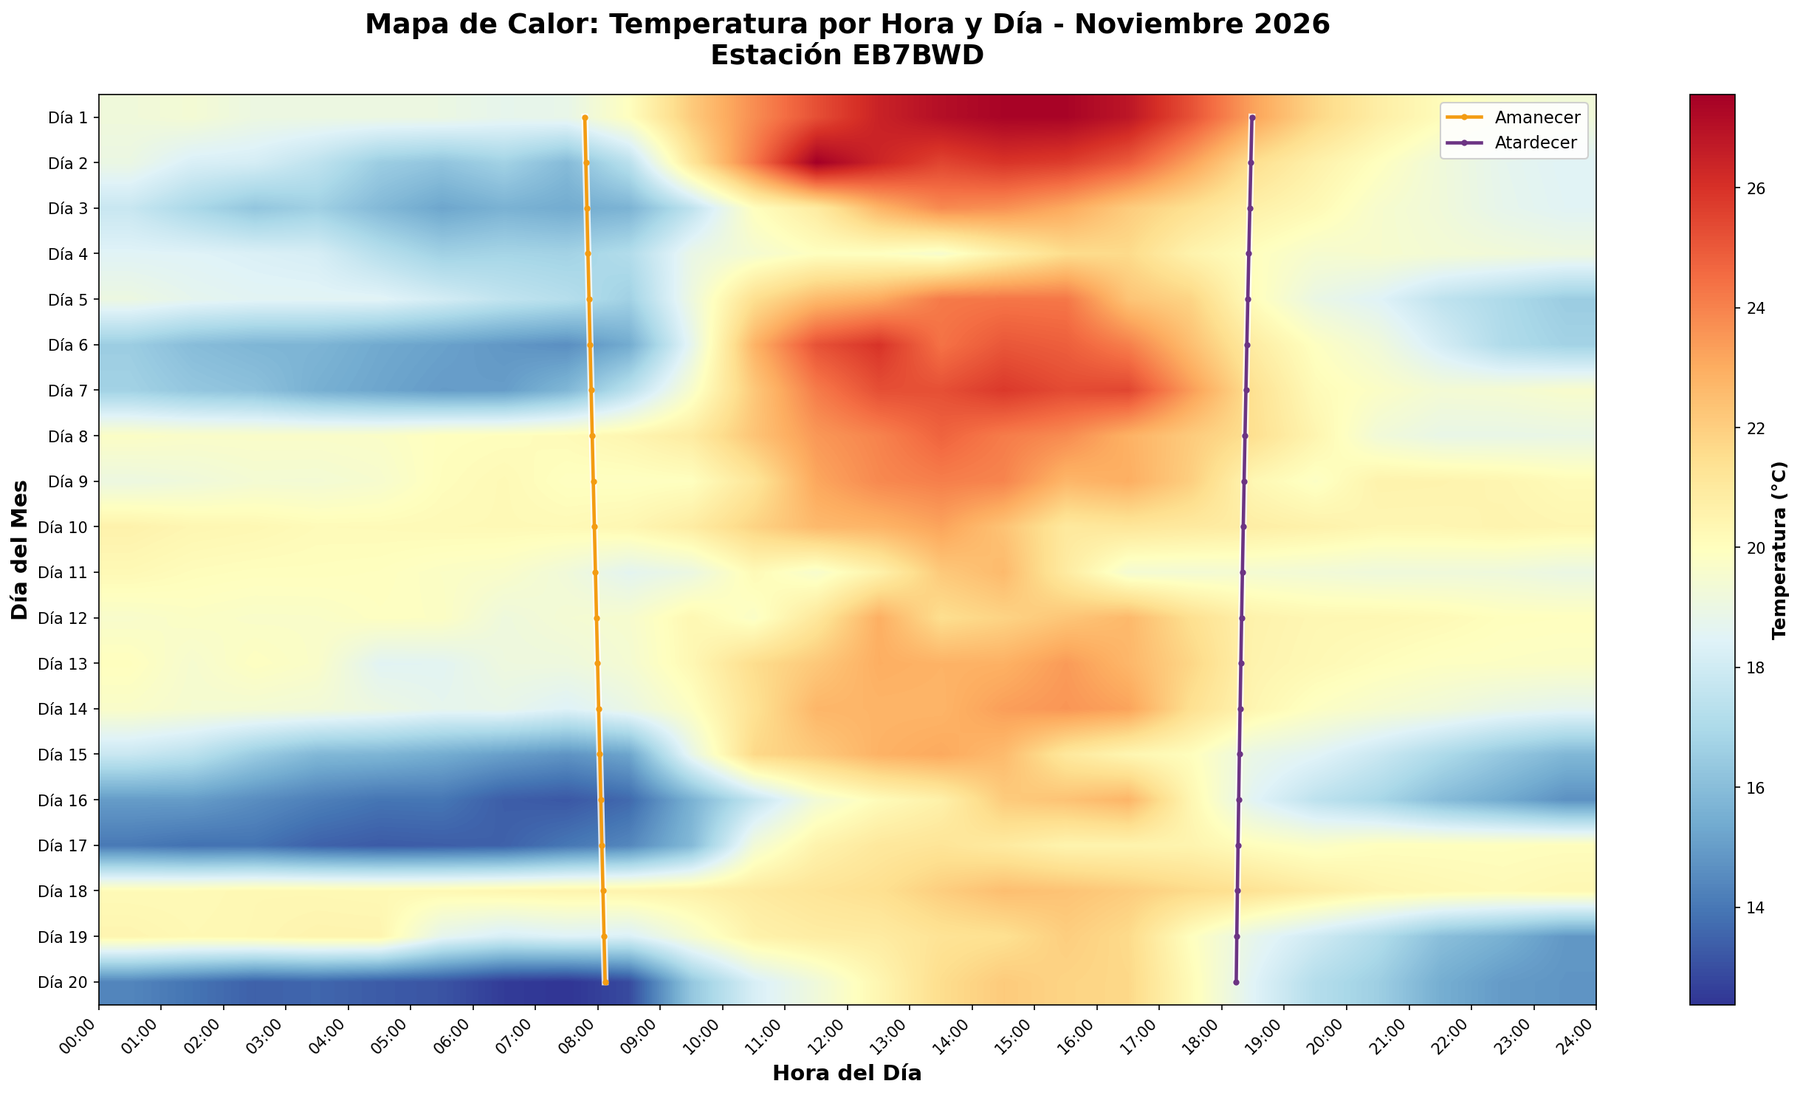 Mapa de Calor: Temperatura por Hora y Día - Noviembre 2026
Estación EB7BWD
Amanecer
Atardecer
Día del Mes
Día 1
Día 2
Día 3
Día 4
Día 5
Día 6
Día 7
Día 8
Día 9
Día 10
Día 11
Día 12
Día 13
Día 14
Día 15
Día 16
Día 17
Día 18
Día 19
Día 20
00:00
01:00
02:00
03:00
04:00
05:00
06:00
07:00
08:00
09:00
10:00
11:00
12:00
13:00
14:00
15:00
16:00
17:00
18:00
19:00
20:00
21:00
22:00
23:00
24:00
Hora del Día
26
24
22
20
18
16
14
Temperatura (°C)